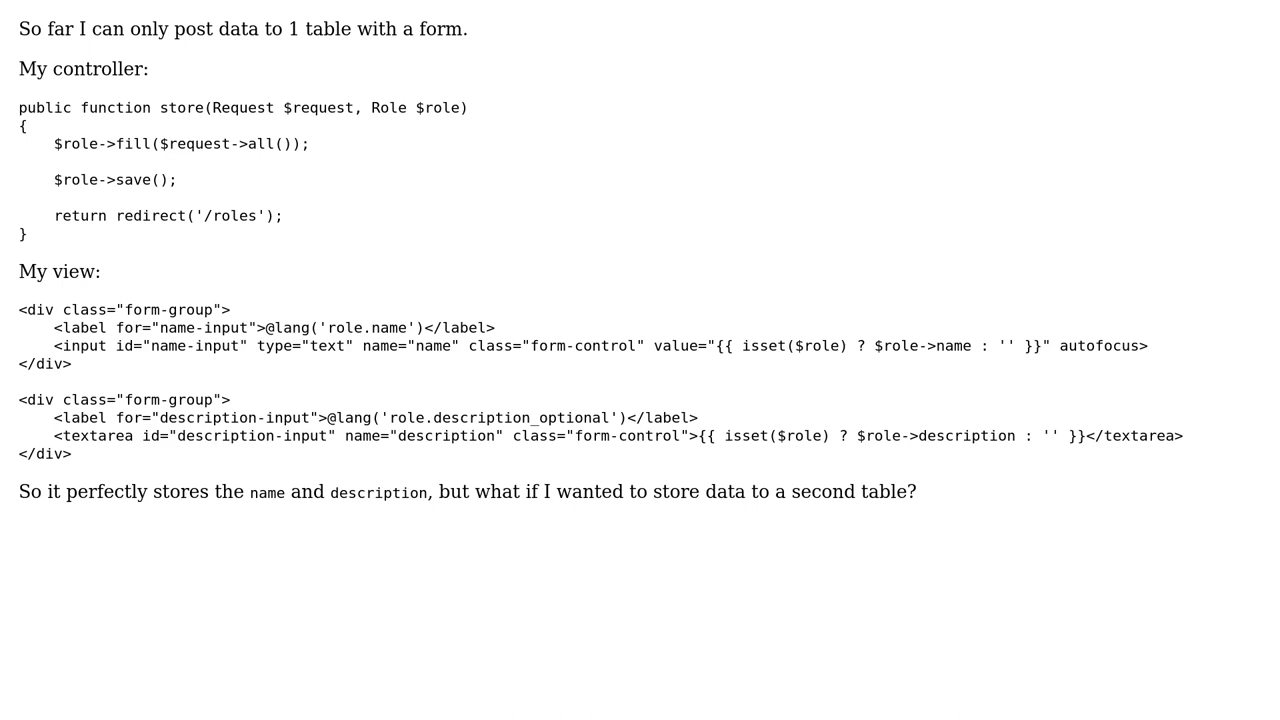 So far I can only post data to 1 table with a form.
My controller:
public function store(Request $request, Role $role)
{
    $role->fill($request->all());
    $role->save();
    return redirect('/roles');
}
My view:
<div class="form-group">
    <label for="name-input">@lang('role.name')</label>
    <input id="name-input" type="text" name="name" class="form-control" value="{{ isset($role) ? $role->name : '' }}" autofocus>
</div>
<div class="form-group">
    <label for="description-input">@lang('role.description_optional')</label>
    <textarea id="description-input" name="description" class="form-control">{{ isset($role) ? $role->description : '' }}</textarea>
</div>
So it perfectly stores the name and description, but what if I wanted to store data to a second table?